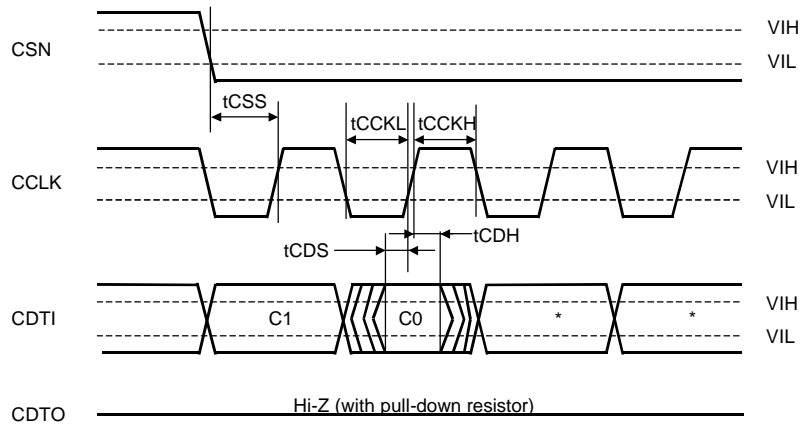 VIH
CSN
VIL
tCSS
tCCKL tCCKH
CCLK
VIH
VIL
tCDH
tCDS
CDTI
C1
C0
*
*
VIH
VIL
CDTO
Hi-Z (with pull-down resistor)